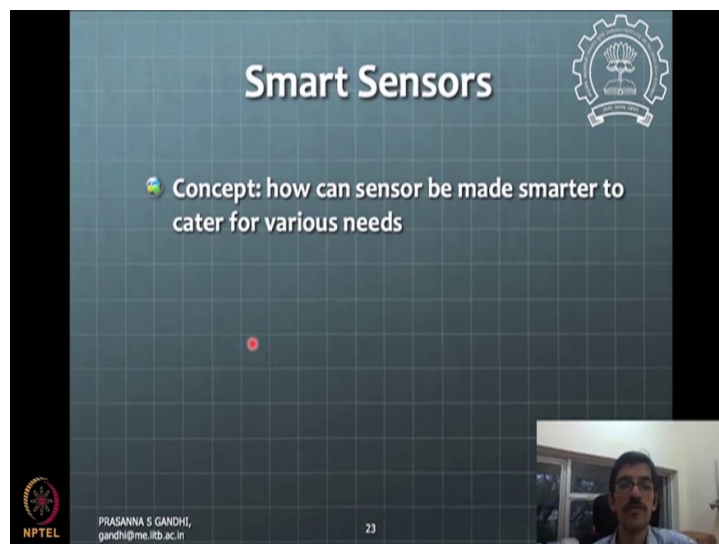 Smart Sensors
Concept: how can sensor be made smarter to
cater for various needs
NPTEL
PRASANNA S GANDHI,
gandhi@me.iitb.ac.in
23